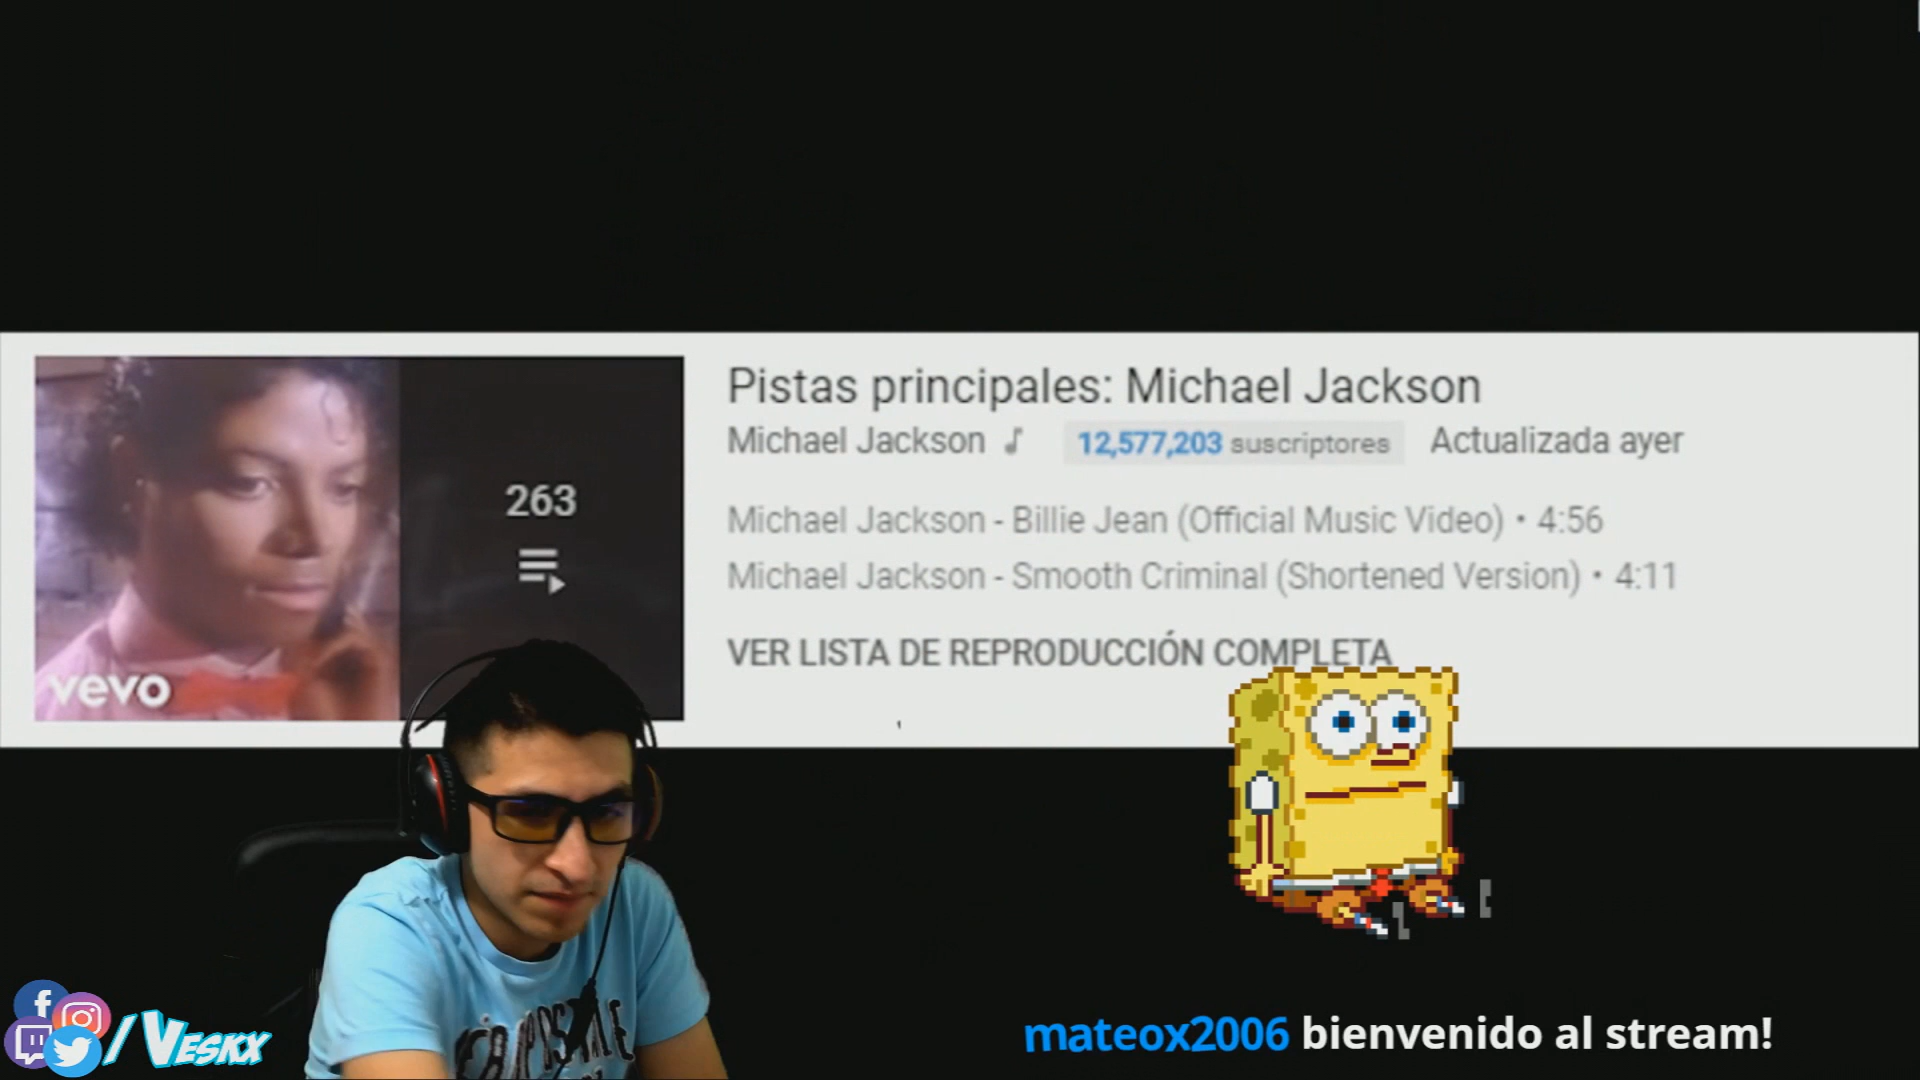 Pistas principales: Michael Jackson
Michael Jackson 12,577,203 suscriptores Actualizada ayer
263
Michael Jackson - Billie Jean (Official Music Video) • 4:56
Michael Jackson - Smooth Criminal (Shortened Version) • 4:11
VER LISTA DE REPRODUCCIÓN COMPLETA
vevo
/VESKX
mateox2006 bienvenido al stream!